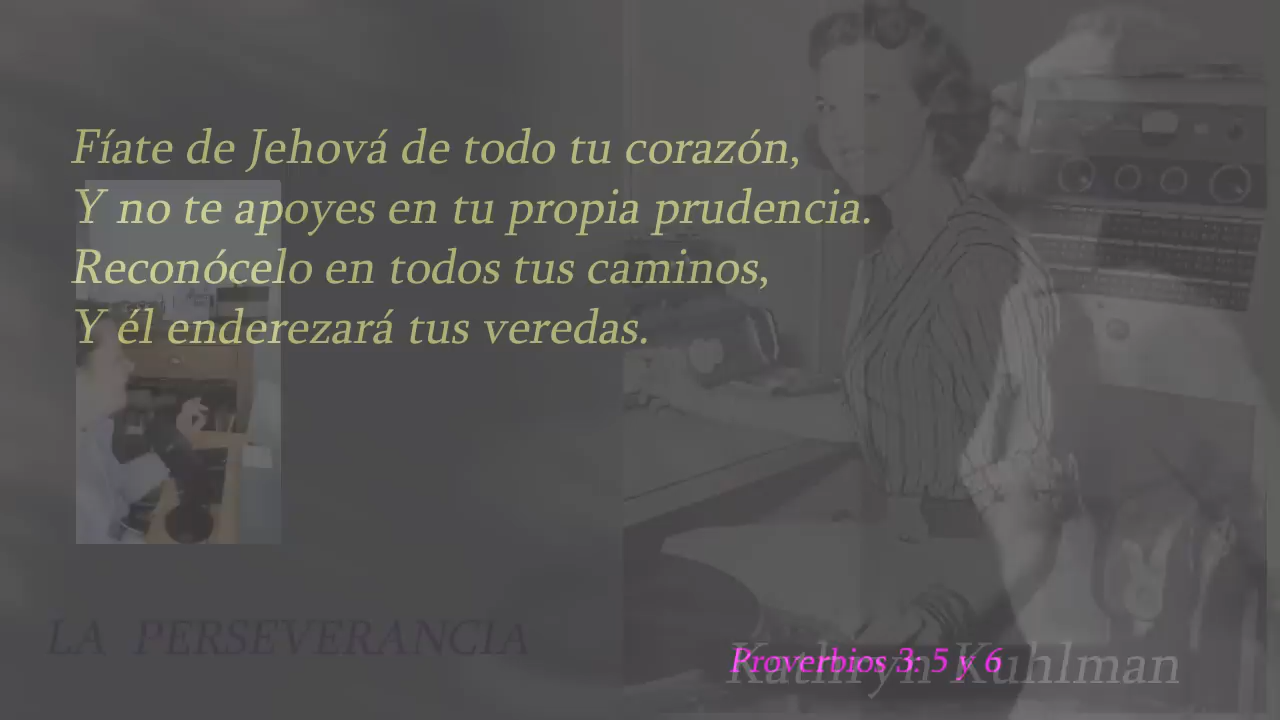 Fíate de Jehová de todo tu corazón,
Y no te apoyes en tu propia prudencia.
Reconócelo en todos tus caminos,
Y él enderezará tus veredas.
LA PERSEVERANCIA
Proverbios 3: 5 y 6
Kathryn Kuhlman